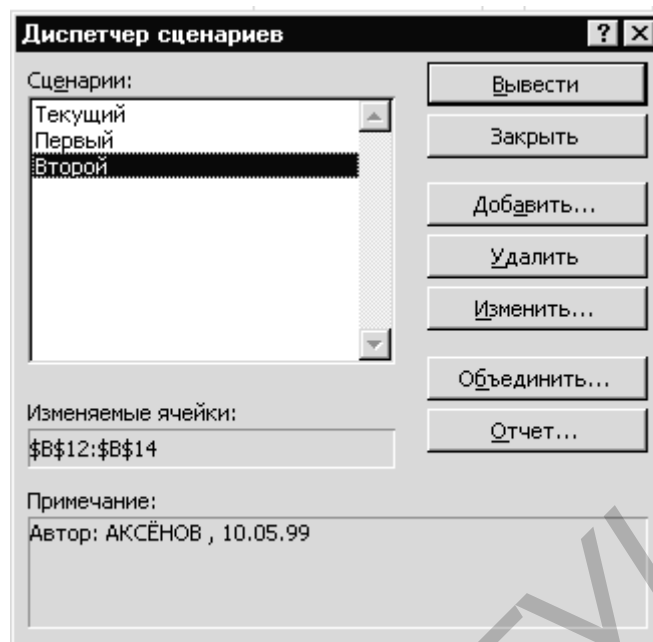 Диспетчер сценариев
Сценарии:
Текущий
Первый
Второй
Вывести
Закрыть
Добавить...
Удалить
Изменить...
Объединить...
Отчет...
Изменяемые ячейки:
$B$12:$B$14
Примечание:
Автор: АКСЁНОВ , 10.05.99